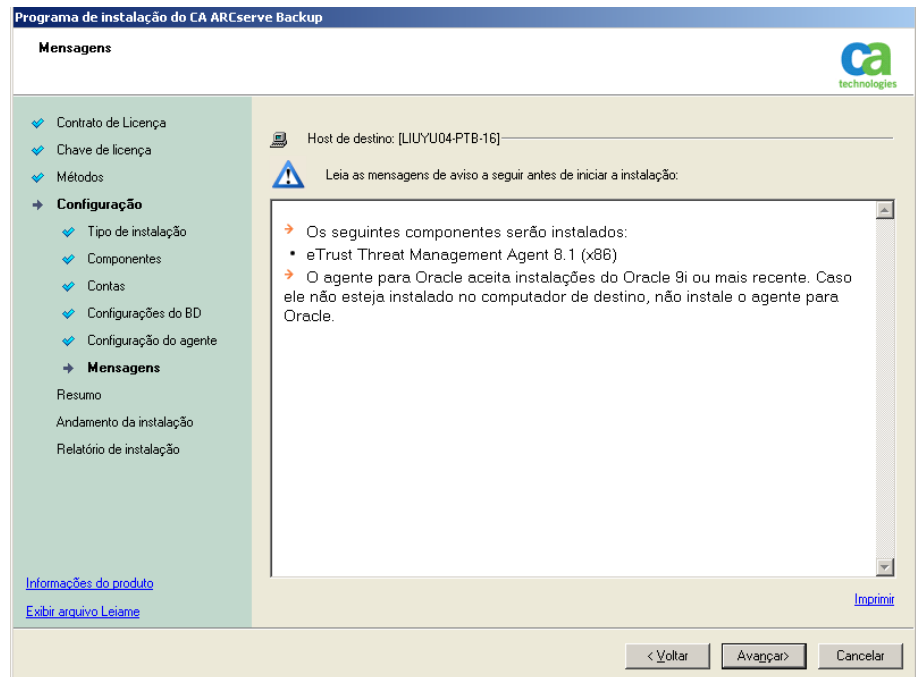 Programa de instalação do CA ARCserve Backup
Mensagens
ca
technologies
Contrato de Licença
Chave de licença
Métodos
Configuração
Tipo de instalação
Componentes
Contas
Configurações do BD
Configuração do agente
Mensagens
Resumo
Andamento da instalação
Relatório de instalação
Informações do produto
Exibir arquivo Leiame
Host de destino: [LIUYU04-PTB-16]
Leia as mensagens de aviso a seguir antes de iniciar a instalação:
Os seguintes componentes serão instalados:
• eTrust Threat Management Agent 8.1 (x86)
O agente para Oracle aceita instalações do Oracle 9i ou mais recente. Caso
ele não esteja instalado no computador de destino, não instale o agente para
Oracle.
Imprimir
< Voltar
Avançar>
Cancelar